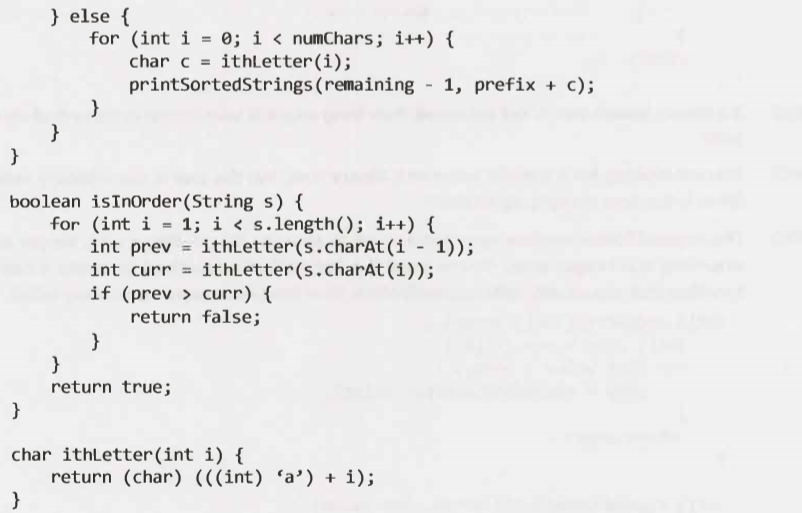 } else {
for (int i = 0; i < numChars; i++) {
char c = ithLetter(i);
printSortedStrings(remaining - 1, prefix + c);
}
}
}
boolean isInOrder(String s) {
for (int i = 1; i < s.length(); i++) {
int prev = ithLetter(s.charAt(i - 1));
int curr = ithLetter(s.charAt(i));
if (prev > curr) {
return false;
}
}
return true;
}
char ithLetter(int i) {
return (char) (((int) ‘a’) + i);
}